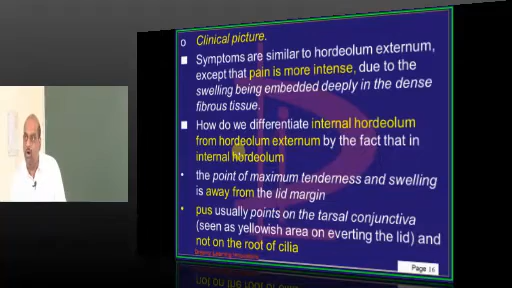 Clinical picture.
Symptoms are similar to hordeolum externum,
except that pain is more intense, due to the
swelling being embedded deeply in the dense
fibrous tissue.
How do we differentiate internal hordeolum
from hordeolum externum by the fact that in
internal hordeolum
the point of maximum tenderness and swelling
is away from the lid margin
pus usually points on the tarsal conjunctiva
(seen as yellowish area on everting the lid) and
not on the root of cilia
Page 16